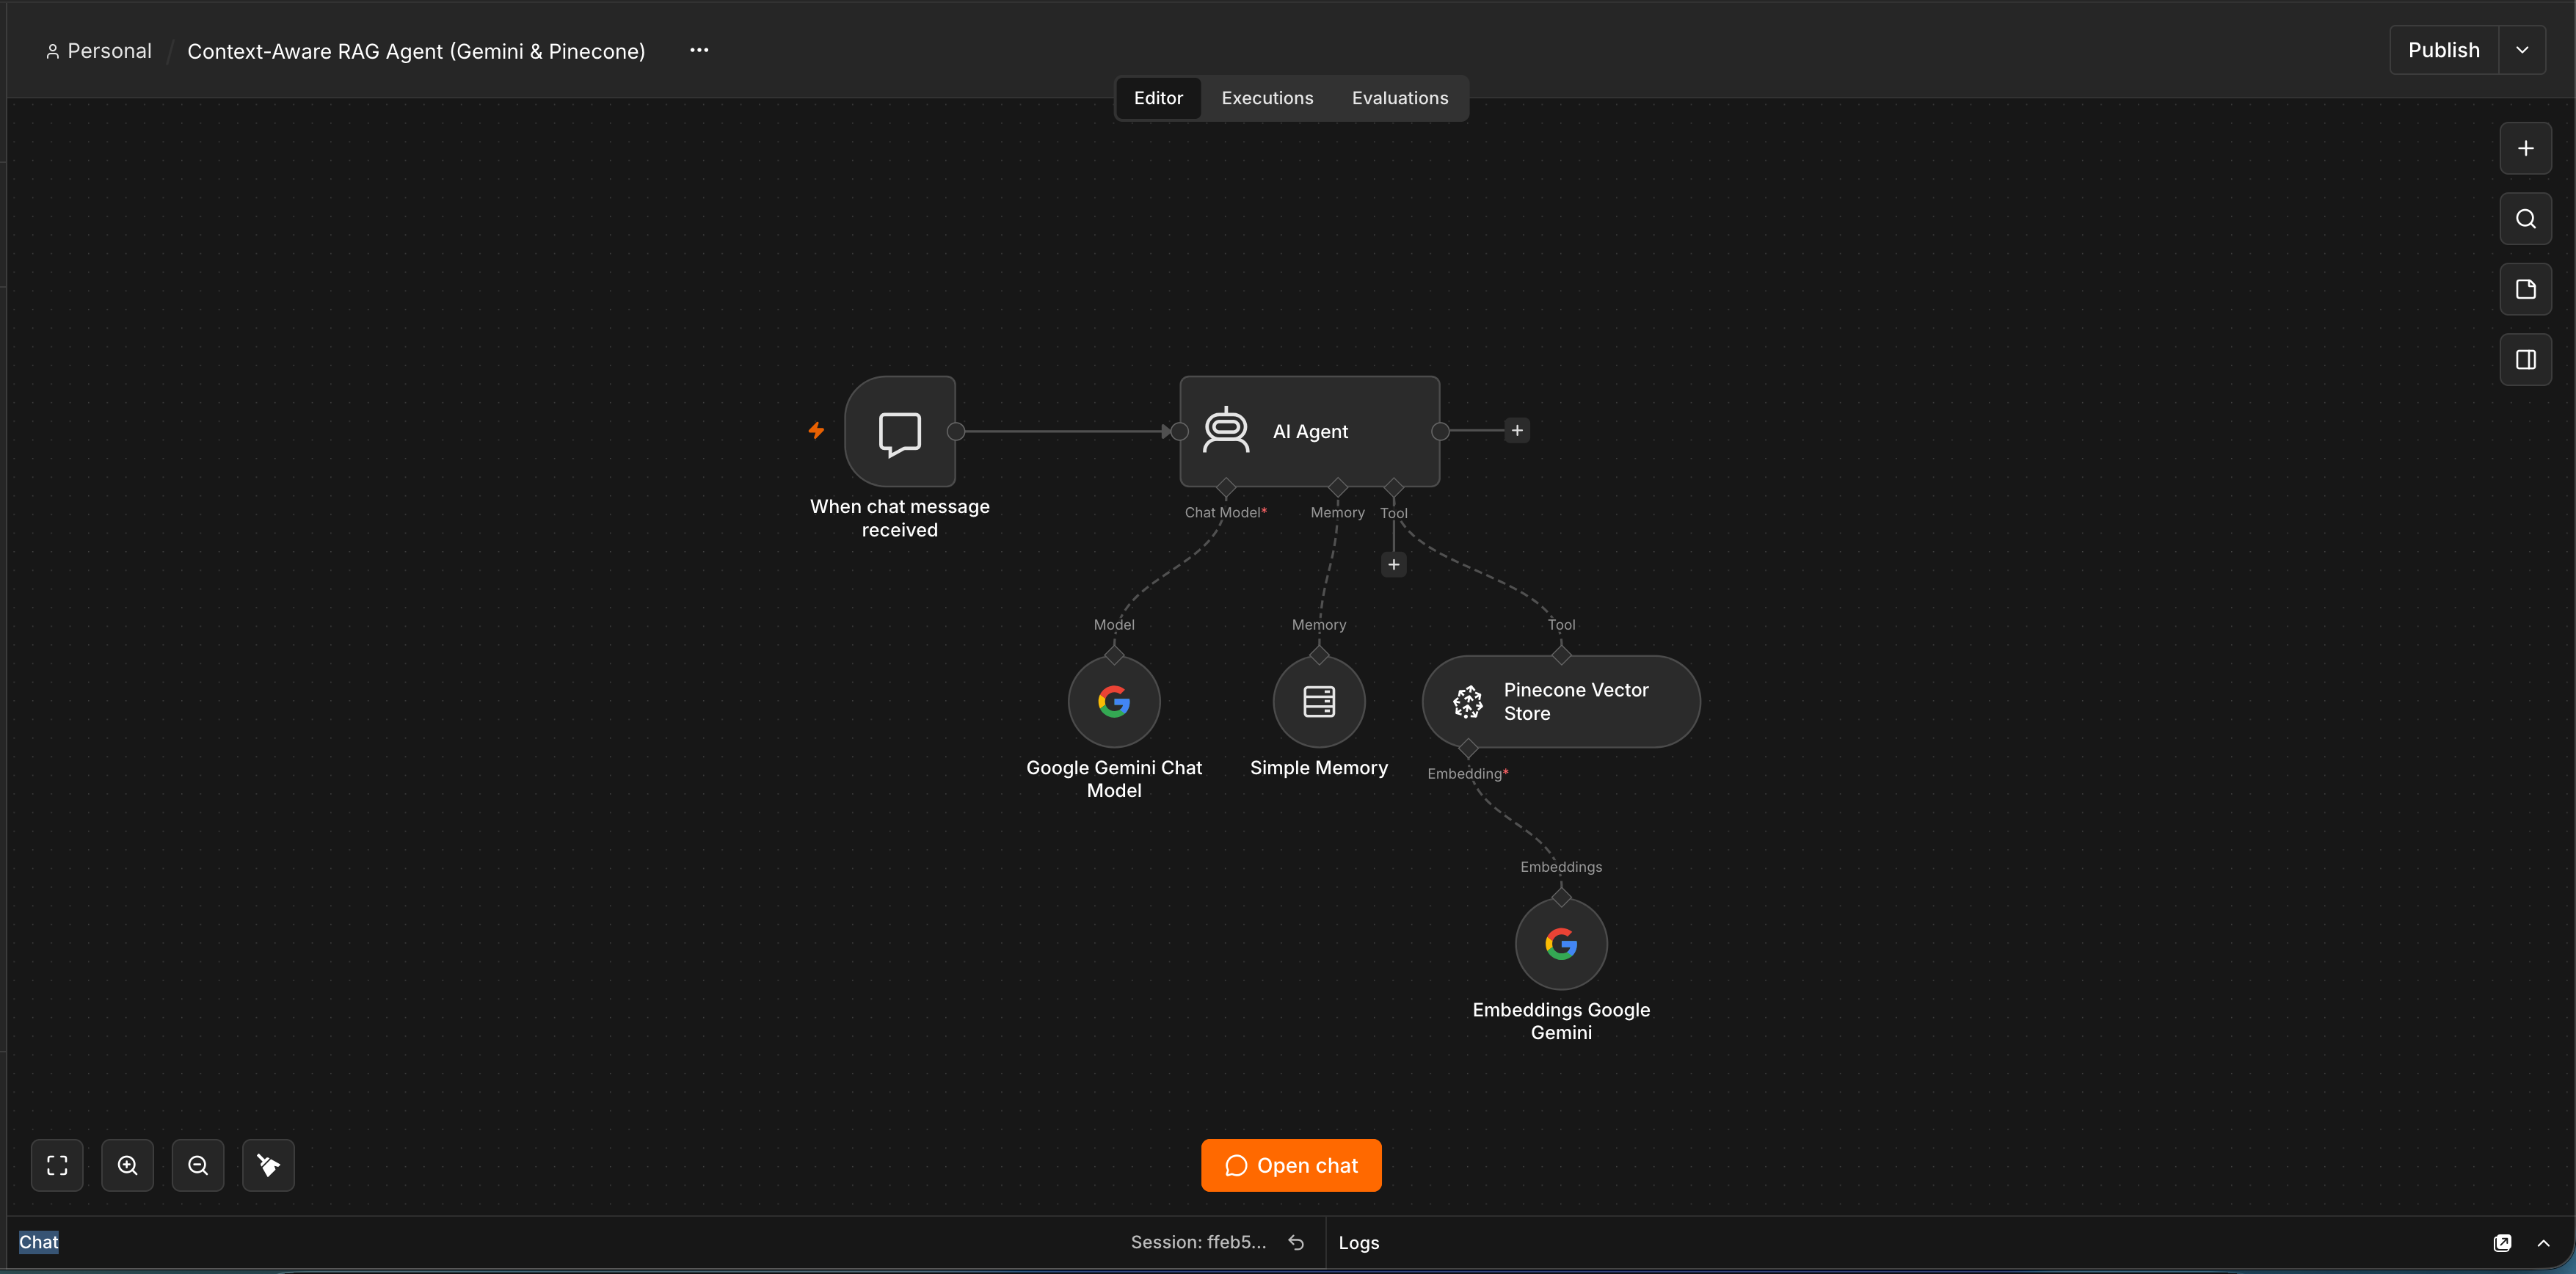 Personal / Context-Aware RAG Agent (Gemini & Pinecone) ...
Publish
Editor Executions Evaluations
AI Agent
When chat message
received
Chat Model* Memory Tool
Model Memory Tool
Pinecone Vector
Store
Google Gemini Chat
Model
Simple Memory
Embedding*
Embeddings
Embeddings Google
Gemini
Open chat
Chat Session: ffeb5... Logs